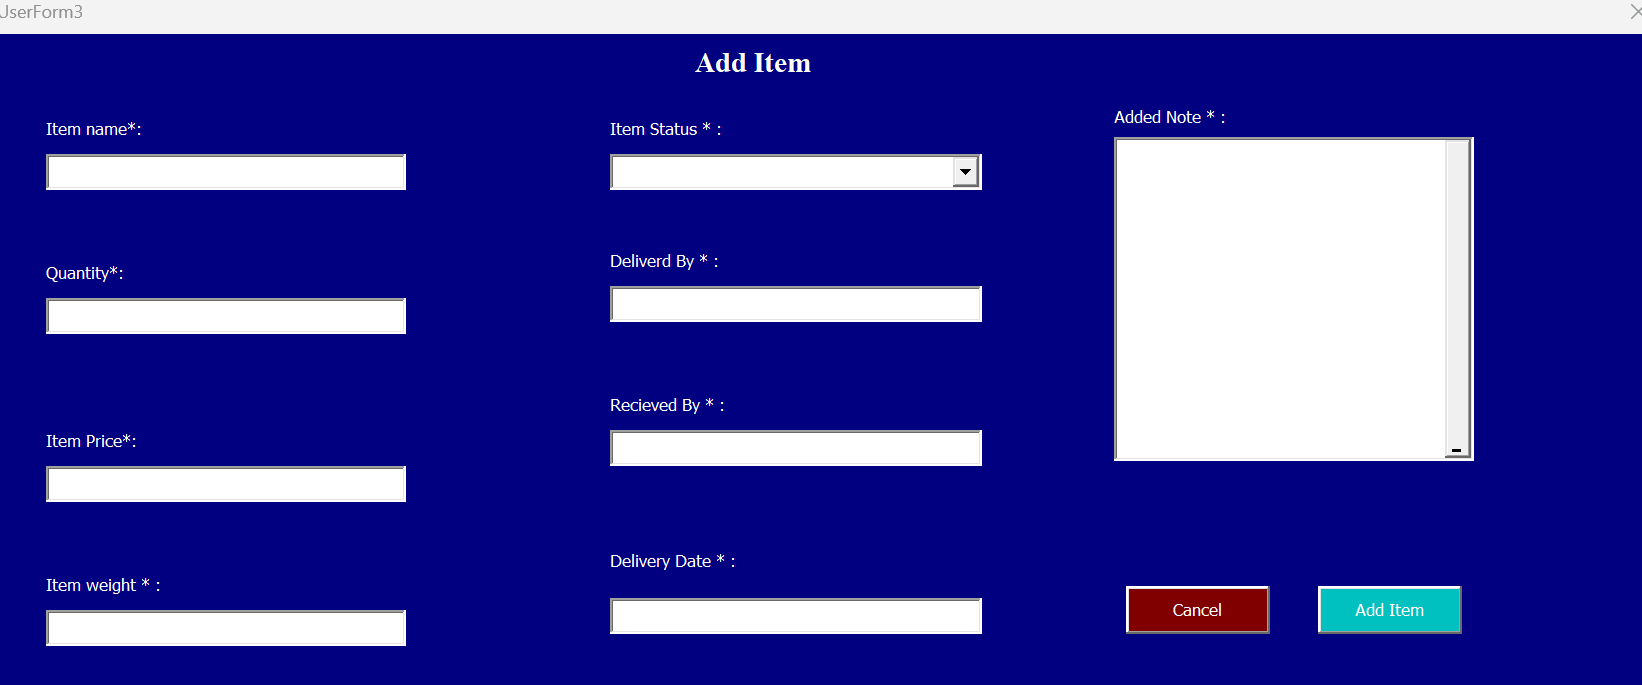 UserForm3
Add Item
Item name*:
Quantity*:
Item Price*:
Item weight * :
Item Status * :
Deliverd By * :
Recieved By * :
Delivery Date * :
Added Note * :
Cancel
Add Item